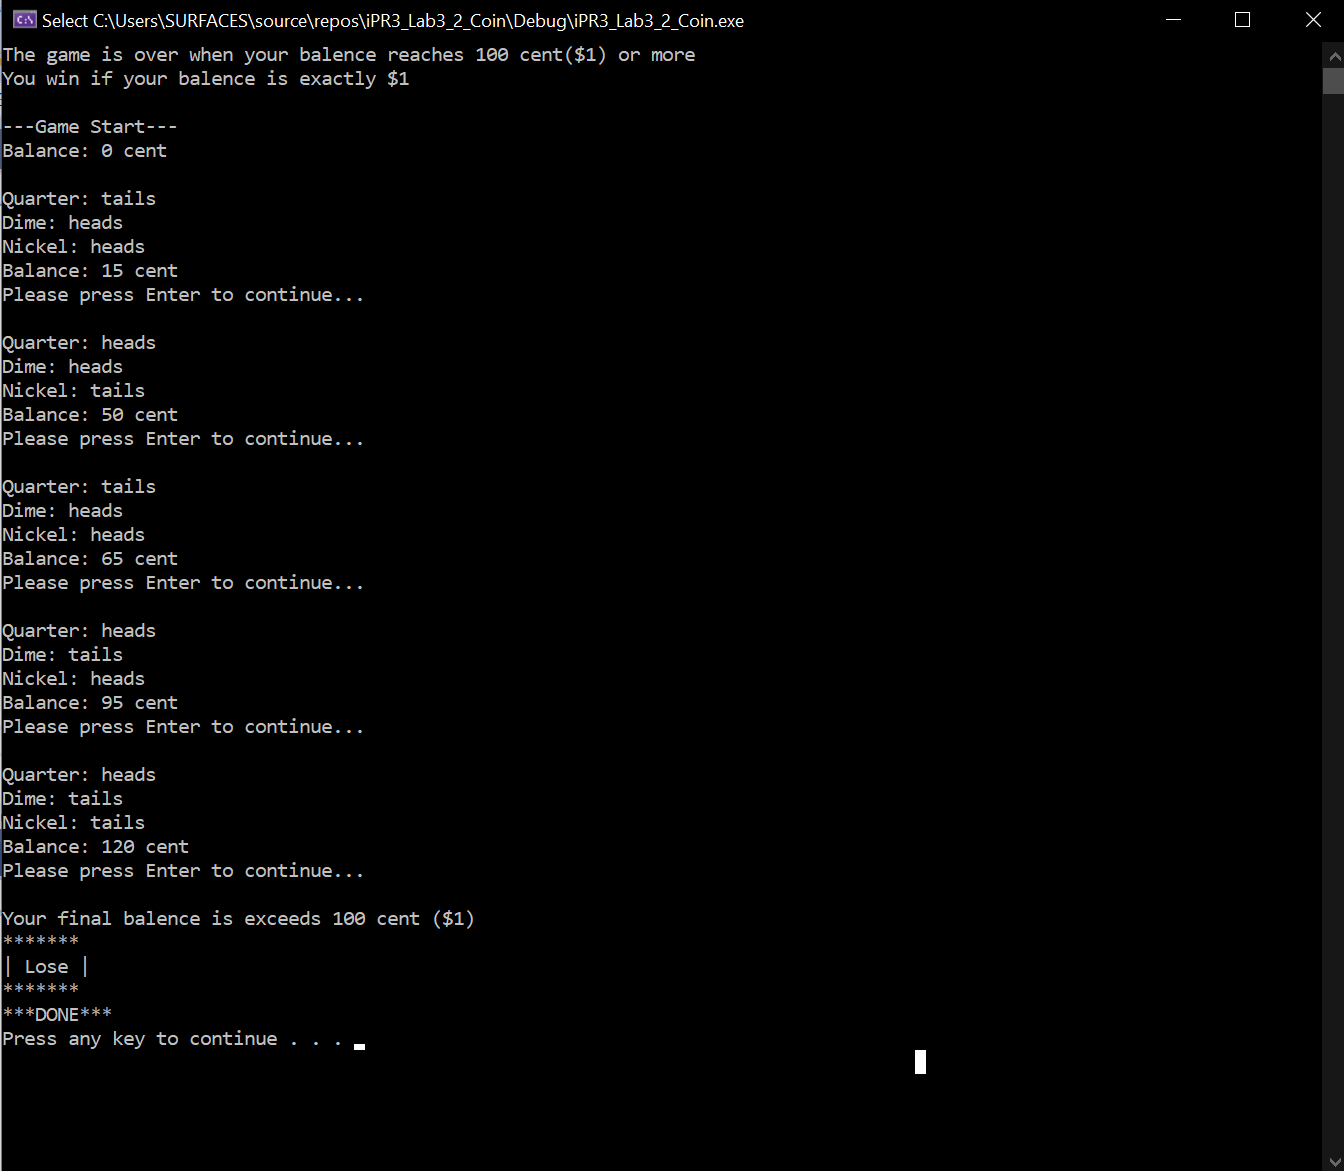 Select C:\Users\SURFACES\source\repos\iPR3_Lab3_2_Coin\Debug\iPR3_Lab3_2_Coin.exe
The game is over when your balence reaches 100 cent($1) or more
You win if your balence is exactly $1
---Game Start---
Balance: 0 cent
Quarter: tails
Dime: heads
Nickel: heads
Balance: 15 cent
Please press Enter to continue...
Quarter: heads
Dime: heads
Nickel: tails
Balance: 50 cent
Please press Enter to continue...
Quarter: tails
Dime: heads
Nickel: heads
Balance: 65 cent
Please press Enter to continue...
Quarter: heads
Dime: tails
Nickel: heads
Balance: 95 cent
Please press Enter to continue...
Quarter: heads
Dime: tails
Nickel: tails
Balance: 120 cent
Please press Enter to continue...
Your final balence is exceeds 100 cent ($1)
*******
| Lose |
*******
***DONE***
Press any key to continue . . .